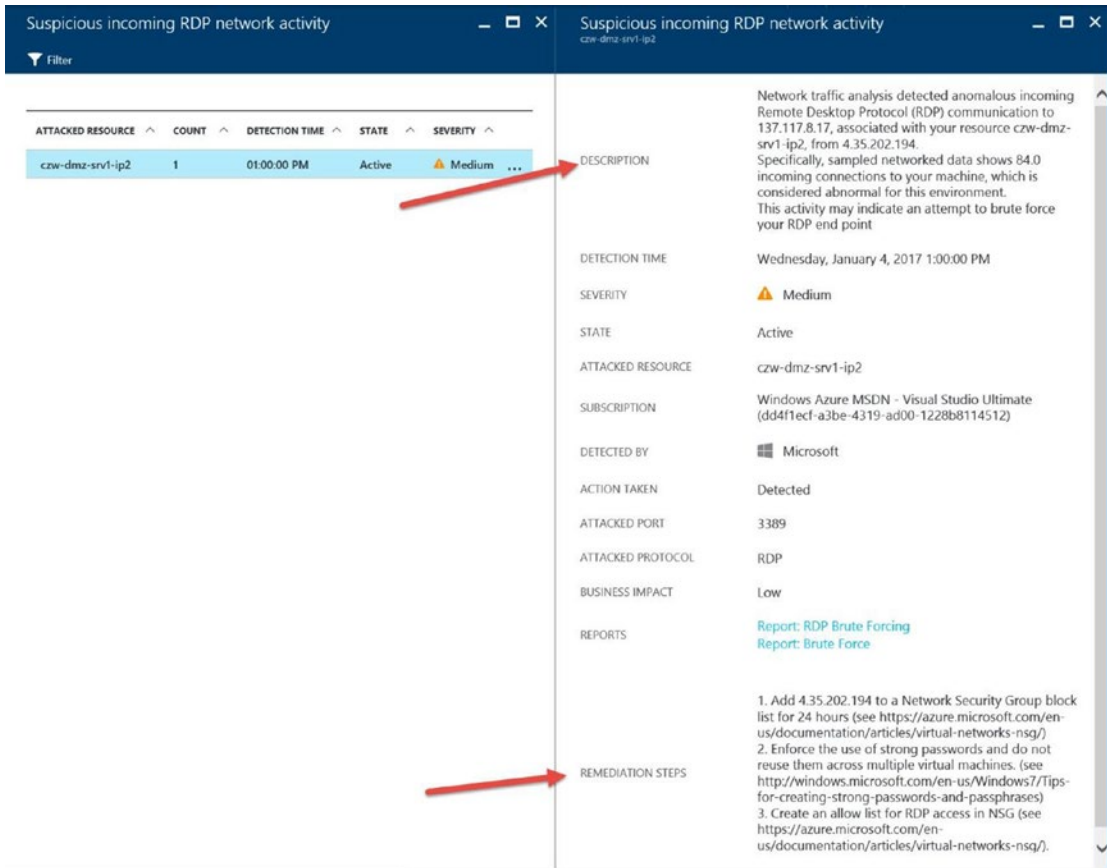 Suspicious incoming RDP network activity
Filter
ATTACKED RESOURCE COUNT DETECTION TIME STATE SEVERITY
czw-dmz-srv1-ip2 1 01:00:00 PM Active Medium ...
Suspicious incoming RDP network activity
czw-dmz-srv1-ip2
DESCRIPTION
Network traffic analysis detected anomalous incoming
Remote Desktop Protocol (RDP) communication to
137.117.8.17, associated with your resource czw-dmz-
srv1-ip2, from 4.35.202.194.
Specifically, sampled networked data shows 84.0
incoming connections to your machine, which is
considered abnormal for this environment.
This activity may indicate an attempt to brute force
your RDP end point
DETECTION TIME Wednesday, January 4, 2017 1:00:00 PM
SEVERITY Medium
STATE Active
ATTACKED RESOURCE czw-dmz-srv1-ip2
SUBSCRIPTION
Windows Azure MSDN - Visual Studio Ultimate
(dd4f1ecf-a3be-4319-ad00-1228b8114512)
DETECTED BY Microsoft
ACTION TAKEN Detected
ATTACKED PORT 3389
ATTACKED PROTOCOL RDP
BUSINESS IMPACT Low
REPORTS
Report: RDP Brute Forcing
Report: Brute Force
REMEDIATION STEPS
1. Add 4.35.202.194 to a Network Security Group block
list for 24 hours (see https://azure.microsoft.com/en-
us/documentation/articles/virtual-networks-nsg/)
2. Enforce the use of strong passwords and do not
reuse them across multiple virtual machines. (see
http://windows.microsoft.com/en-us/Windows7/Tips-
for-creating-strong-passwords-and-passphrases)
3. Create an allow list for RDP access in NSG (see
https://azure.microsoft.com/en-
us/documentation/articles/virtual-networks-nsg/).